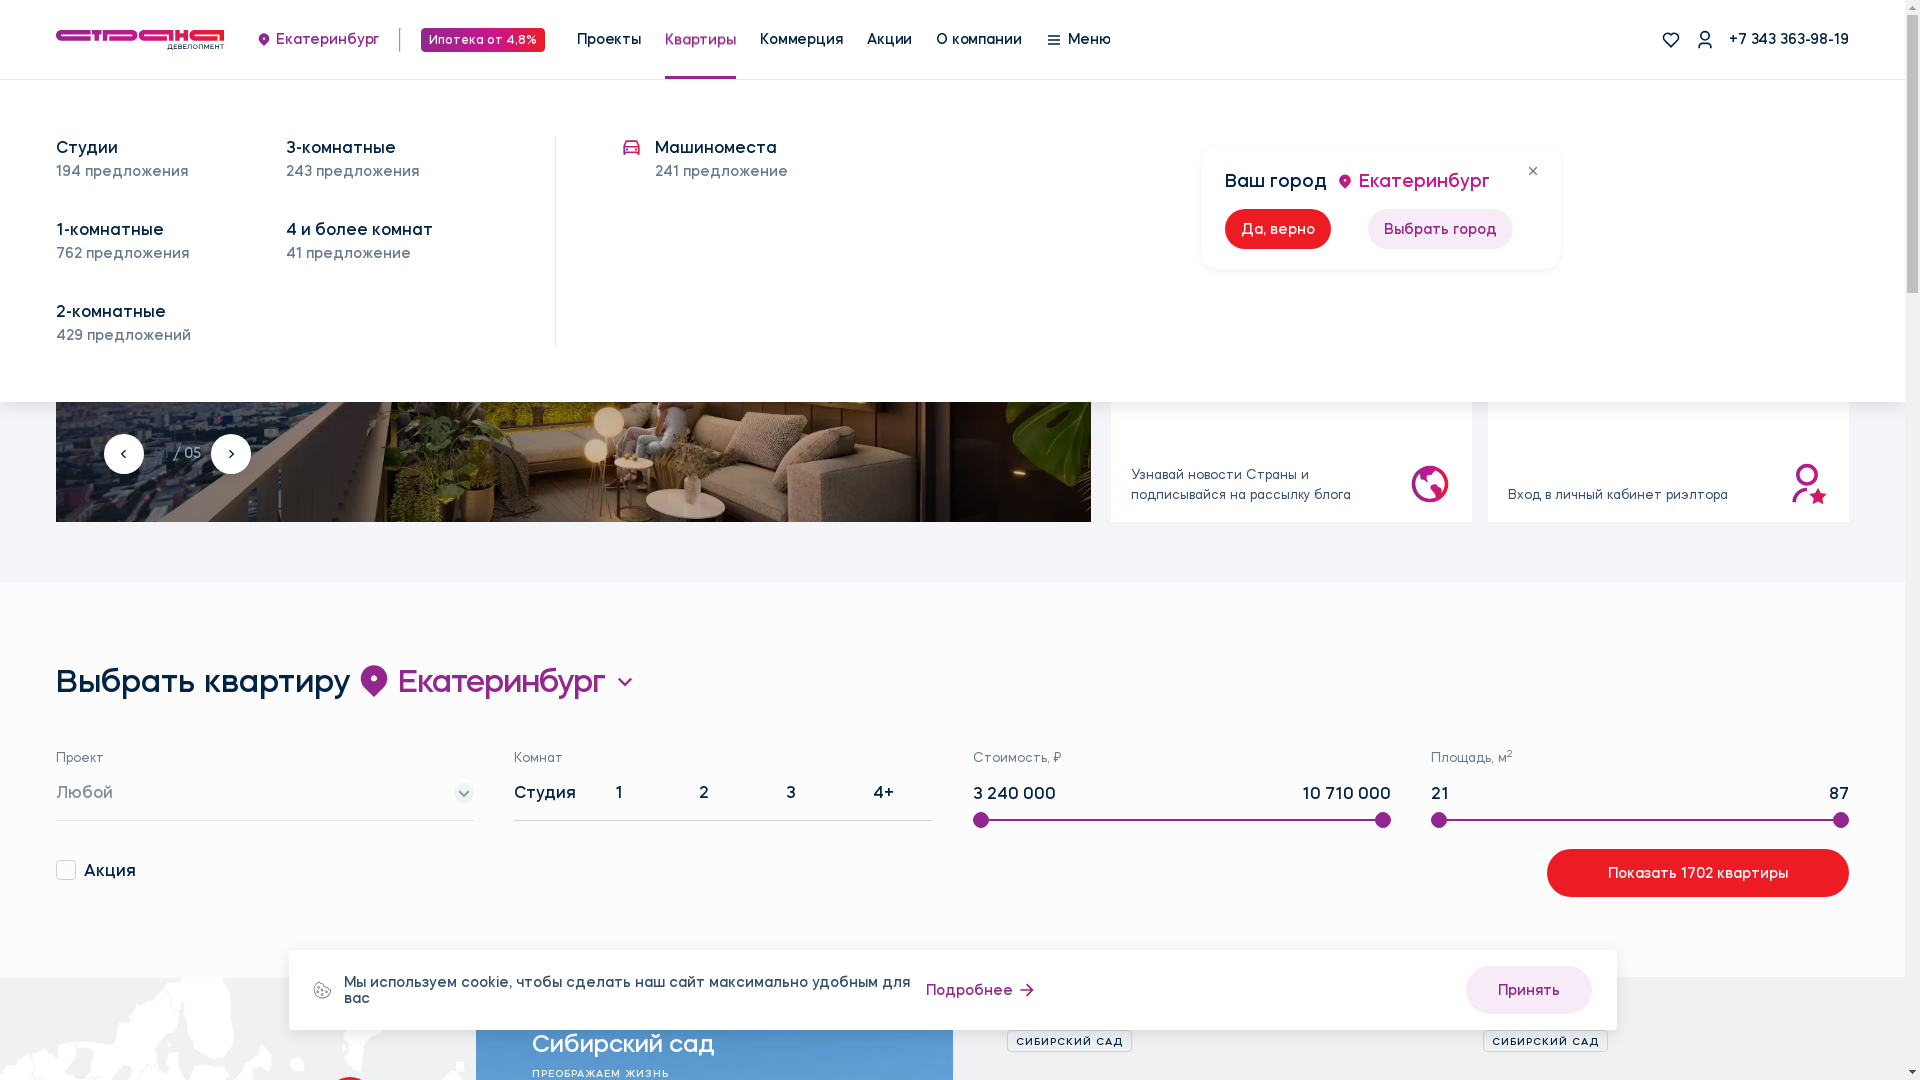 страна
ДЕВЕЛОПМЕНТ
Екатеринбург
Ипотека от 4,8%
Проекты
Квартиры
Коммерция
Акции
О компании
Меню
+7 343 363-98-19
Студии
194 предложения
3-комнатные
243 предложения
Машиноместа
241 предложение
1-комнатные
762 предложения
4 и более комнат
41 предложение
2-комнатные
429 предложений
Ваш город
Екатеринбург
Да, верно
Выбрать город
/ 05
Узнавай новости Страны и
подписывайся на рассылку блога
Вход в личный кабинет риэлтора
Выбрать квартиру
Екатеринбург
Проект
Любой
Комнат
Студия
1
2
3
4+
Стоимость, ₽
3 240 000
10 710 000
Площадь, м²
21
87
Акция
Показать 1702 квартиры
Мы используем cookie, чтобы сделать наш сайт максимально удобным для
вас
Подробнее
Принять
Сибирский сад
ПРЕОБРАЖАЕМ ЖИЗНЬ
СИБИРСКИЙ САД
СИБИРСКИЙ САД